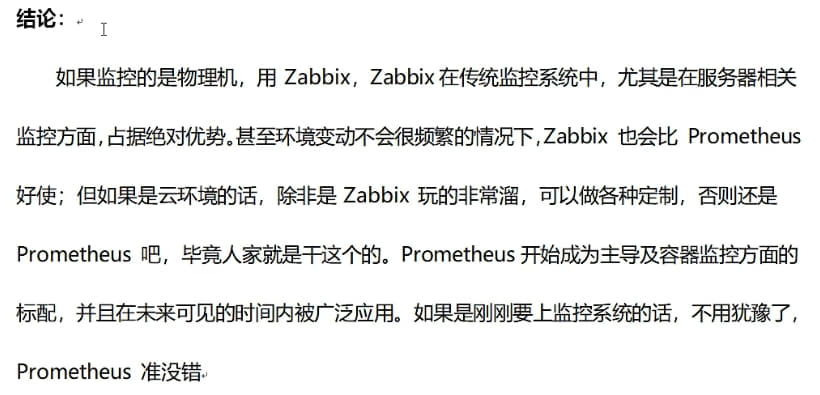 结论：
如果监控的是物理机，用 Zabbix，Zabbix 在传统监控系统中，尤其是在服务器相关
监控方面，占据绝对优势。甚至环境变动不会很频繁的情况下，Zabbix 也会比 Prometheus
好使；但如果是云环境的话，除非是 Zabbix 玩的非常溜，可以做各种定制，否则还是
Prometheus 吧，毕竟人家就是干这个的。Prometheus 开始成为主导及容器监控方面的
标配，并且在未来可见的时间内被广泛应用。如果是刚刚要上监控系统的话，不用犹豫了，
Prometheus 准没错